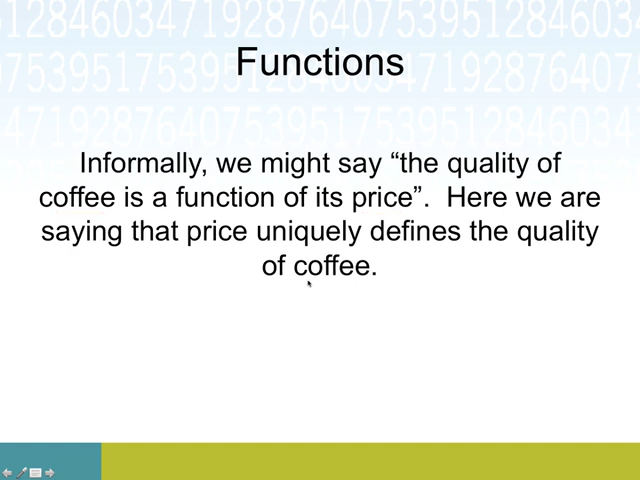 12846034719287640753951284603
Functions
Informally, we might say “the quality of
coffee is a function of its price”.  Here we are
saying that price uniquely defines the quality
of coffee.